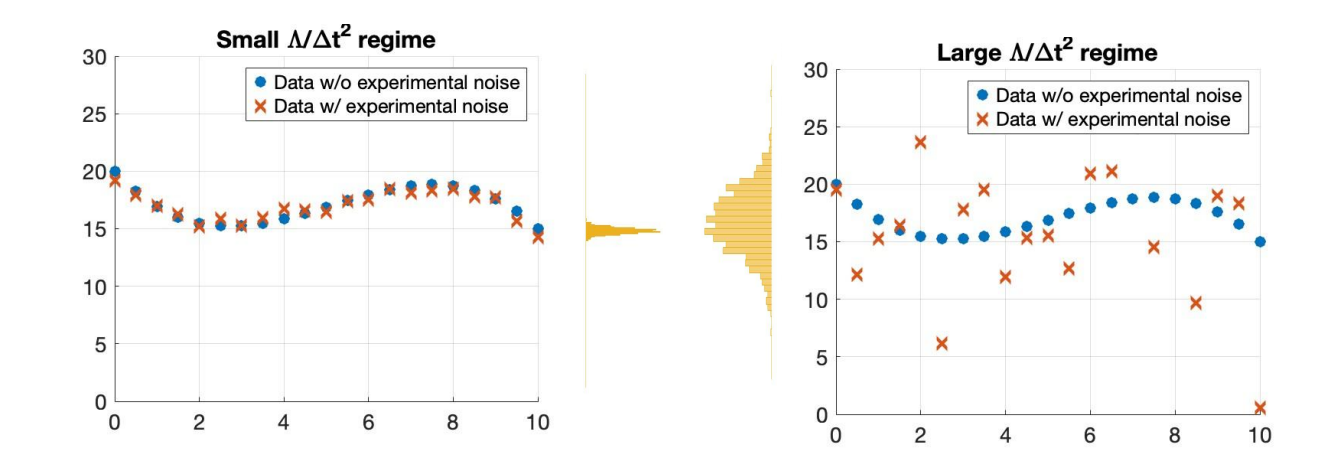 Small Λ/Δt² regime
30
25
20
15
10
5
0
0 2 4 6 8 10
Data w/o experimental noise
Data w/ experimental noise
Large Λ/Δt² regime
30
25
20
15
10
5
0
0 2 4 6 8 10
Data w/o experimental noise
Data w/ experimental noise